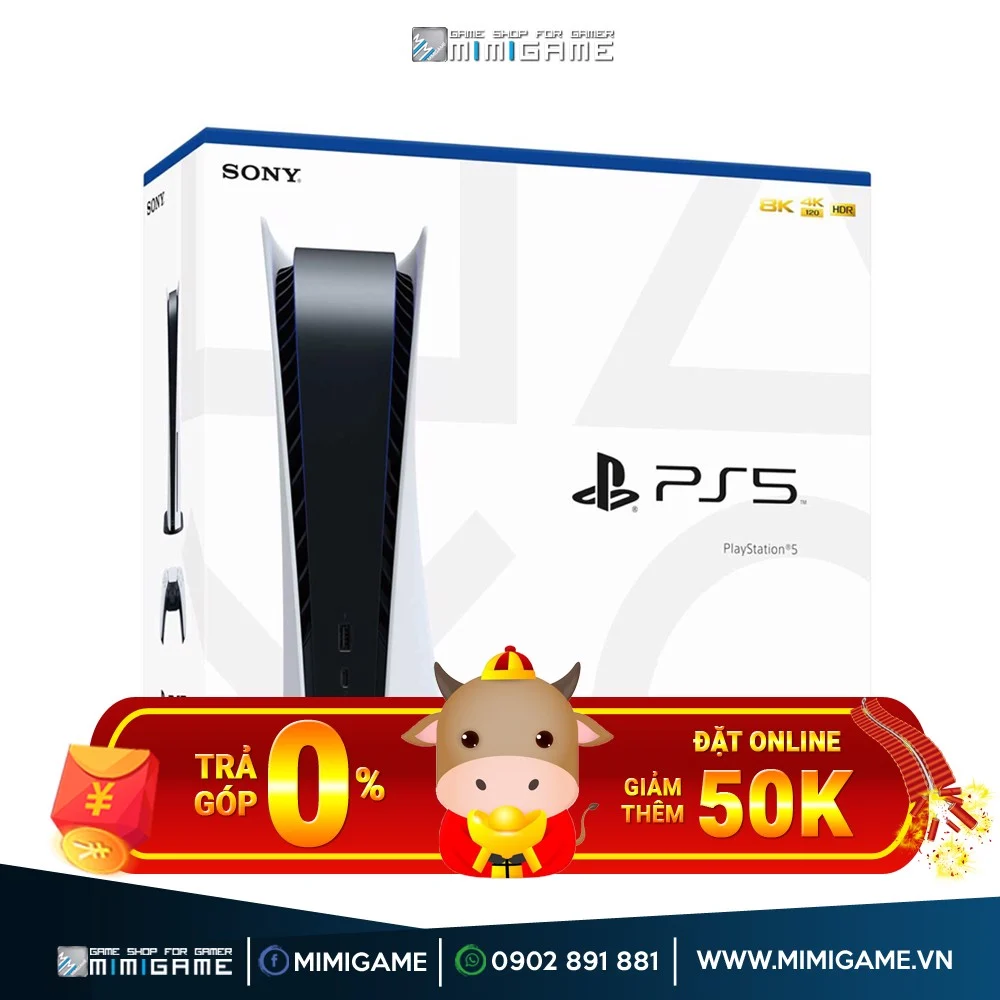 GAME SHOP FOR GAMER
MIMIGAME
SONY
SONY
8K 4K 120 HDR
PS5
PlayStation®5
TRẢ GÓP 0%
ĐẶT ONLINE
GIẢM THÊM 50K
¥
¥
GAME SHOP FOR GAMER
MIMIGAME
f MIMIGAME
0902 891 881
WWW.MIMIGAME.VN